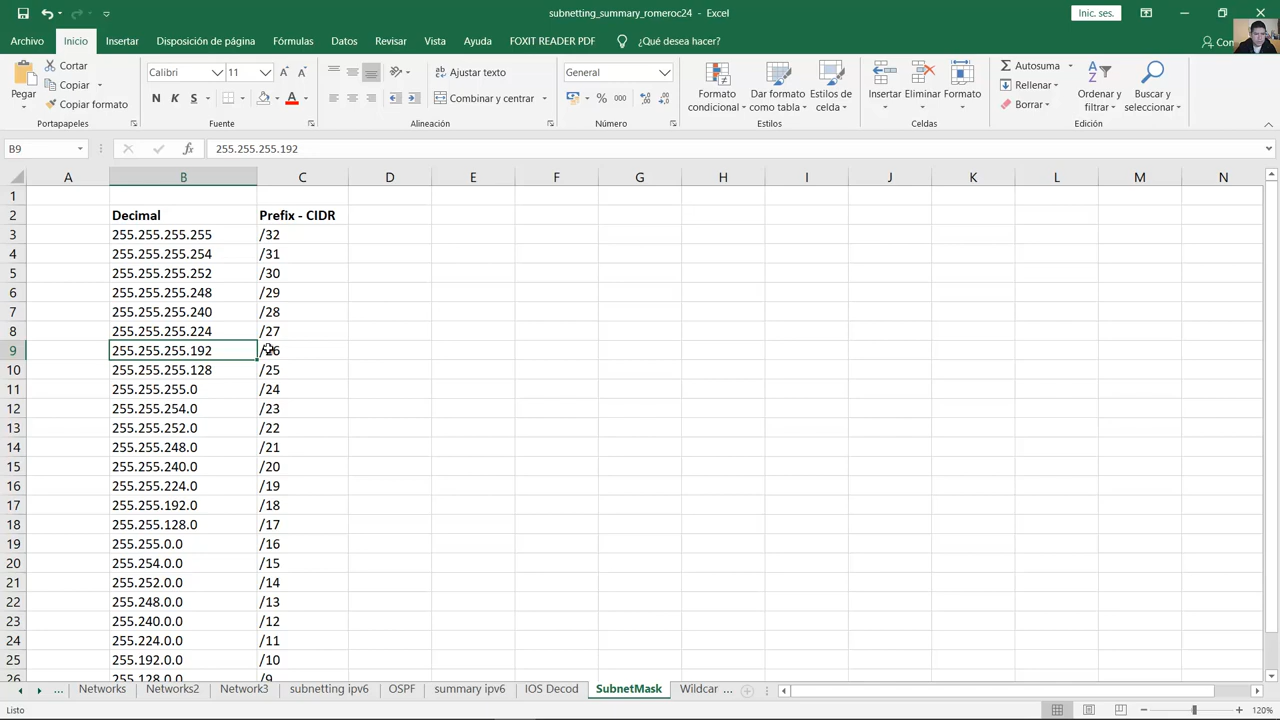 subnetting_summary_romeroc24 - Excel
Inic. ses.
Archivo Inicio Insertar Disposición de página Fórmulas Datos Revisar Vista Ayuda FOXIT READER PDF ¿Qué desea hacer?
Pegar
Cortar
Copiar
Copiar formato
Portapapeles
Calibri 11
N K S
Fuente
Ajustar texto
Combinar y centrar
Alineación
General
% 000
Número
Formato condicional
Dar formato como tabla
Estilos de celda
Estilos
Insertar Eliminar Formato
Celdas
Autosuma
Rellenar
Borrar
Ordenar y filtrar
Buscar y seleccionar
Edición
B9 fx 255.255.255.192
A B C D E F G H I J K L M N
1
2 Decimal Prefix - CIDR
3 255.255.255.255 /32
4 255.255.255.254 /31
5 255.255.255.252 /30
6 255.255.255.248 /29
7 255.255.255.240 /28
8 255.255.255.224 /27
9 255.255.255.192 /26
10 255.255.255.128 /25
11 255.255.255.0 /24
12 255.255.254.0 /23
13 255.255.252.0 /22
14 255.255.248.0 /21
15 255.255.240.0 /20
16 255.255.224.0 /19
17 255.255.192.0 /18
18 255.255.128.0 /17
19 255.255.0.0 /16
20 255.254.0.0 /15
21 255.252.0.0 /14
22 255.248.0.0 /13
23 255.240.0.0 /12
24 255.224.0.0 /11
25 255.192.0.0 /10
26 255.128.0.0 /9
... Networks Networks2 Network3 subnetting ipv6 OSPF summary ipv6 IOS Decod SubnetMask Wildcar ...
Listo 120%